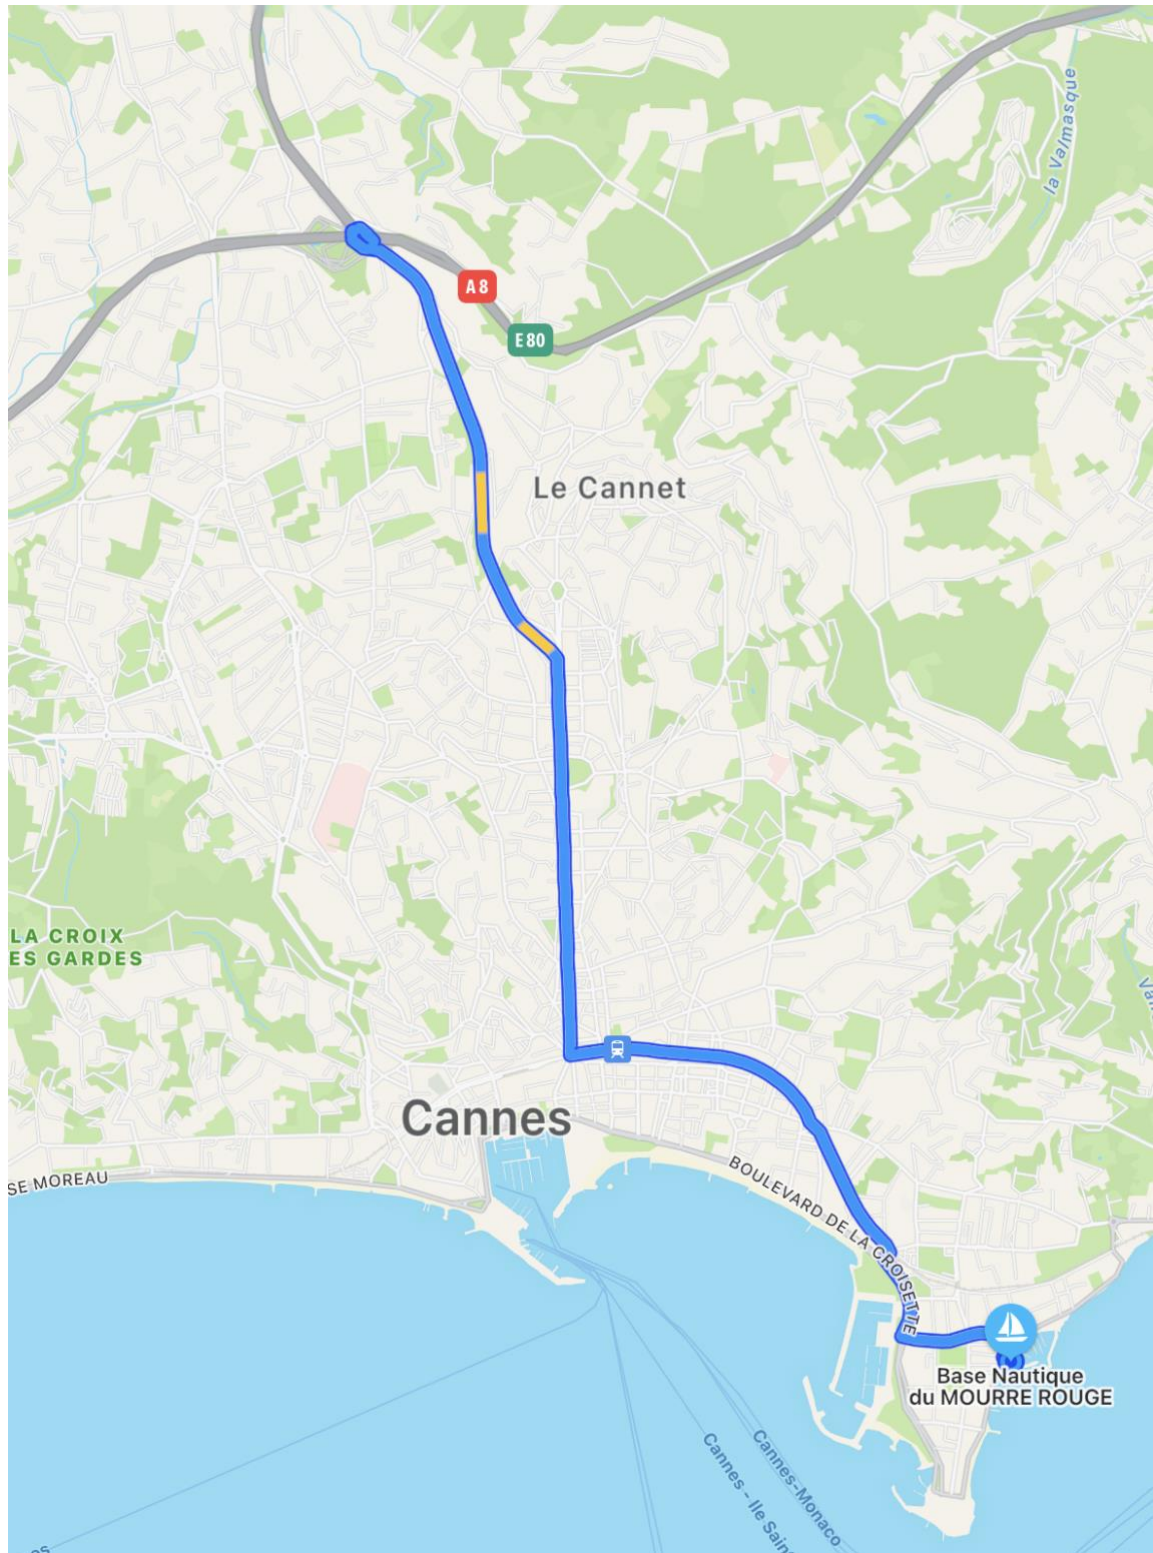 la Valmasque
A8
E 80
Le Cannet
LA CROIX
ES GARDES
Cannes
SE MOREAU
BOULEVARD DE LA CROISETTE
Base Nautique
du MOURRE ROUGE
Cannes-Monaco
Cannes - Ile Sain